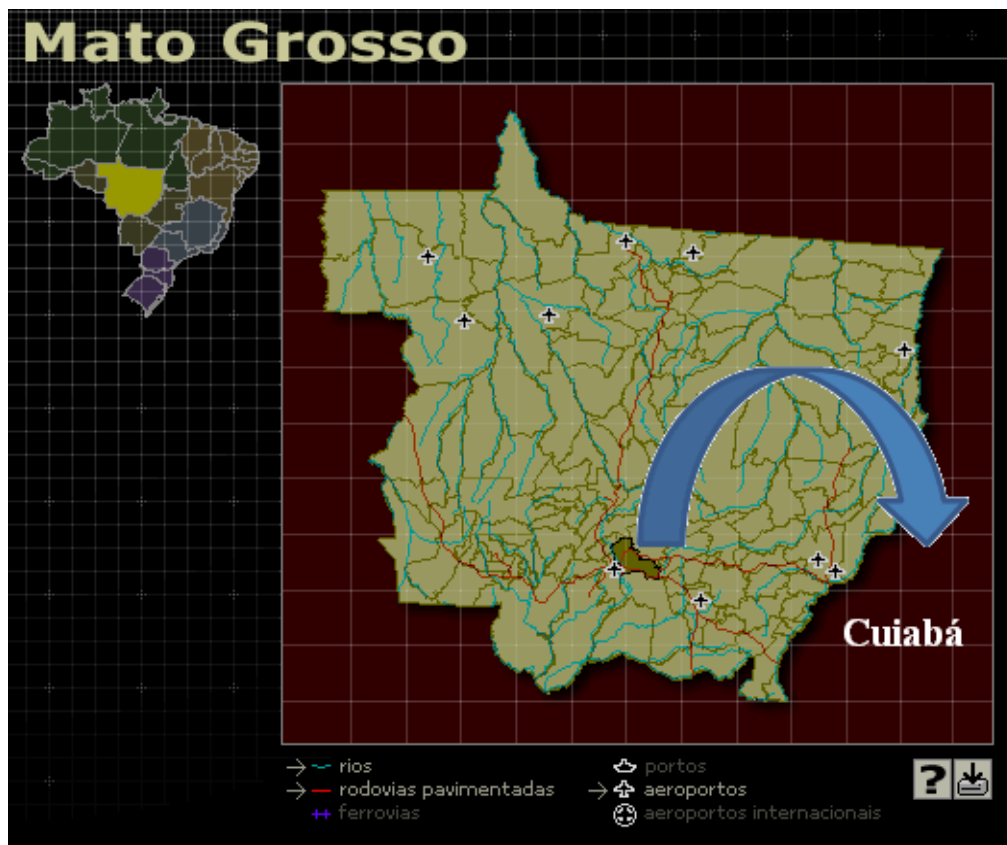 Mato Grosso
Cuiabá
rios
rodovias pavimentadas
ferrovias
portos
aeroportos
aeroportos internacionais
?